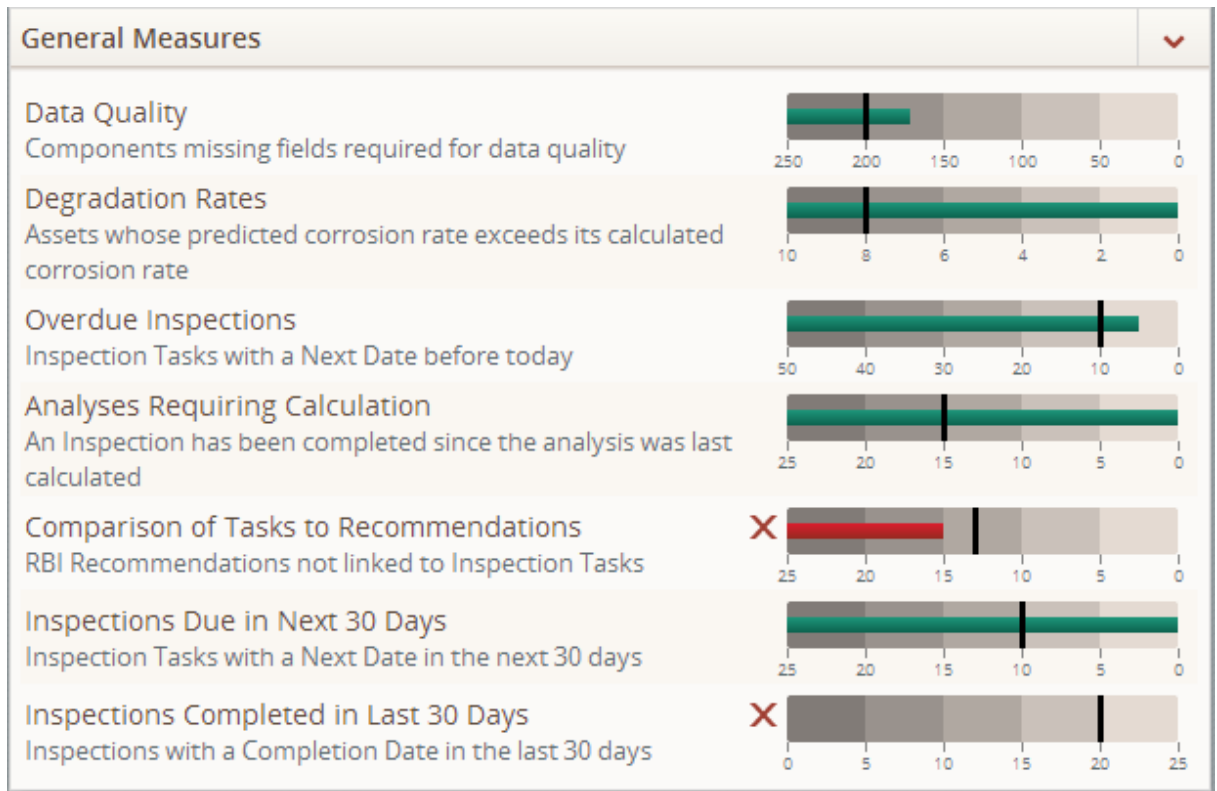 General Measures
Data Quality
Components missing fields required for data quality
250 200 150 100 50 0
Degradation Rates
Assets whose predicted corrosion rate exceeds its calculated
corrosion rate
10 8 6 4 2 0
Overdue Inspections
Inspection Tasks with a Next Date before today
50 40 30 20 10 0
Analyses Requiring Calculation
An Inspection has been completed since the analysis was last
calculated
25 20 15 10 5 0
Comparison of Tasks to Recommendations
RBI Recommendations not linked to Inspection Tasks
25 20 15 10 5 0
Inspections Due in Next 30 Days
Inspection Tasks with a Next Date in the next 30 days
25 20 15 10 5 0
Inspections Completed in Last 30 Days
Inspections with a Completion Date in the last 30 days
0 5 10 15 20 25